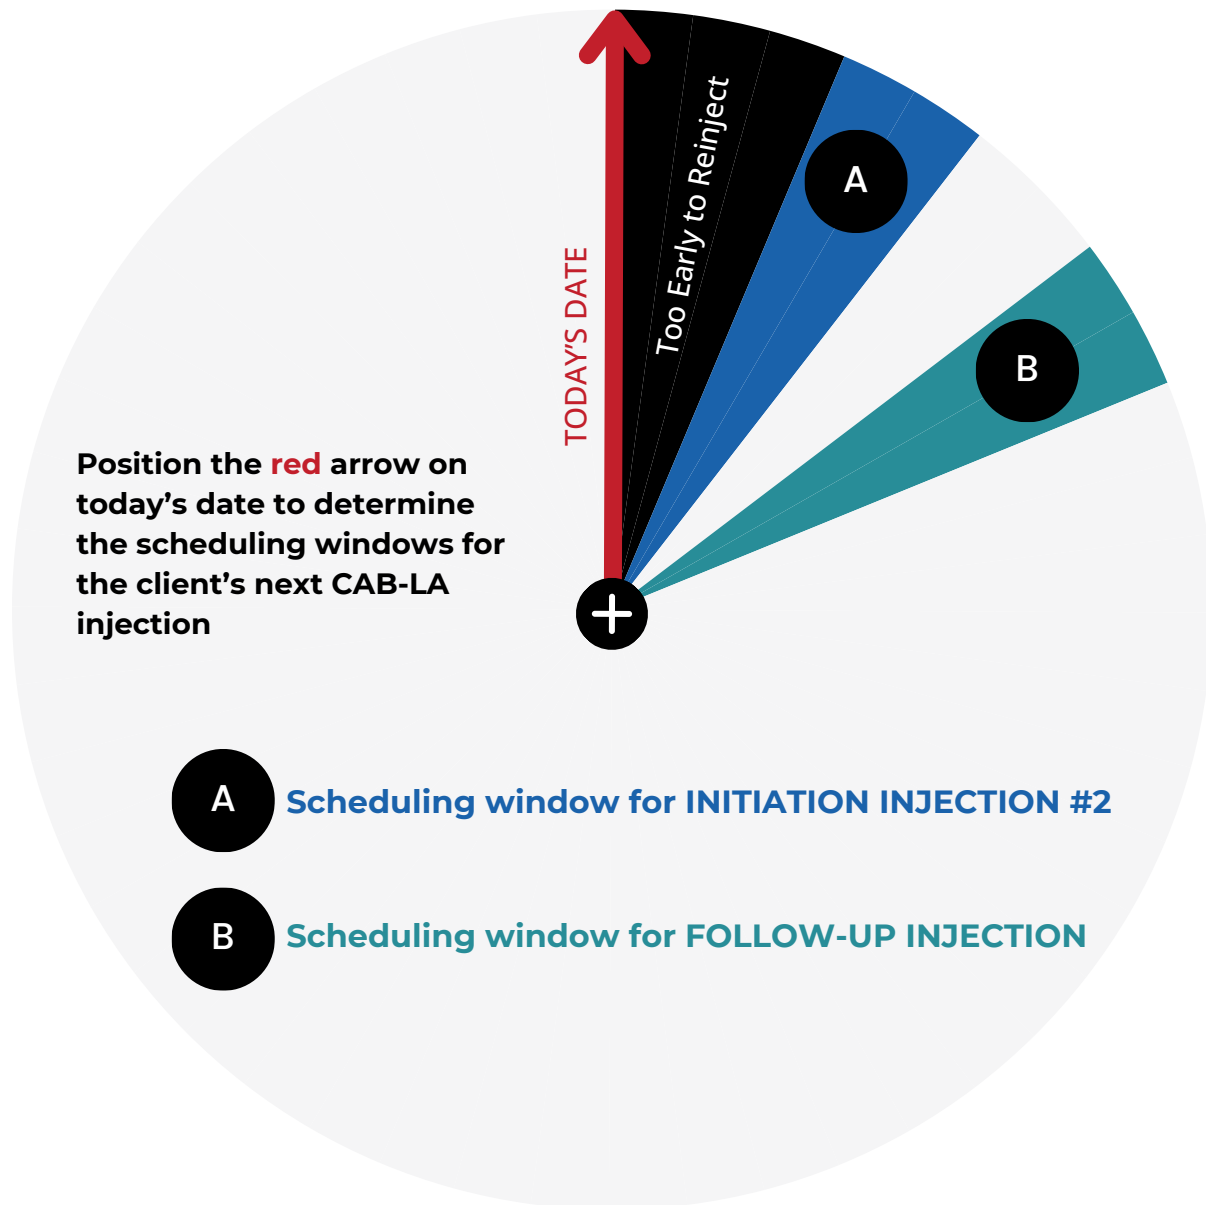 TODAY'S DATE
Too Early to Reinject
A
B
Position the red arrow on
today's date to determine
the scheduling windows for
the client's next CAB-LA
injection
A
Scheduling window for INITIATION INJECTION #2
B
Scheduling window for FOLLOW-UP INJECTION